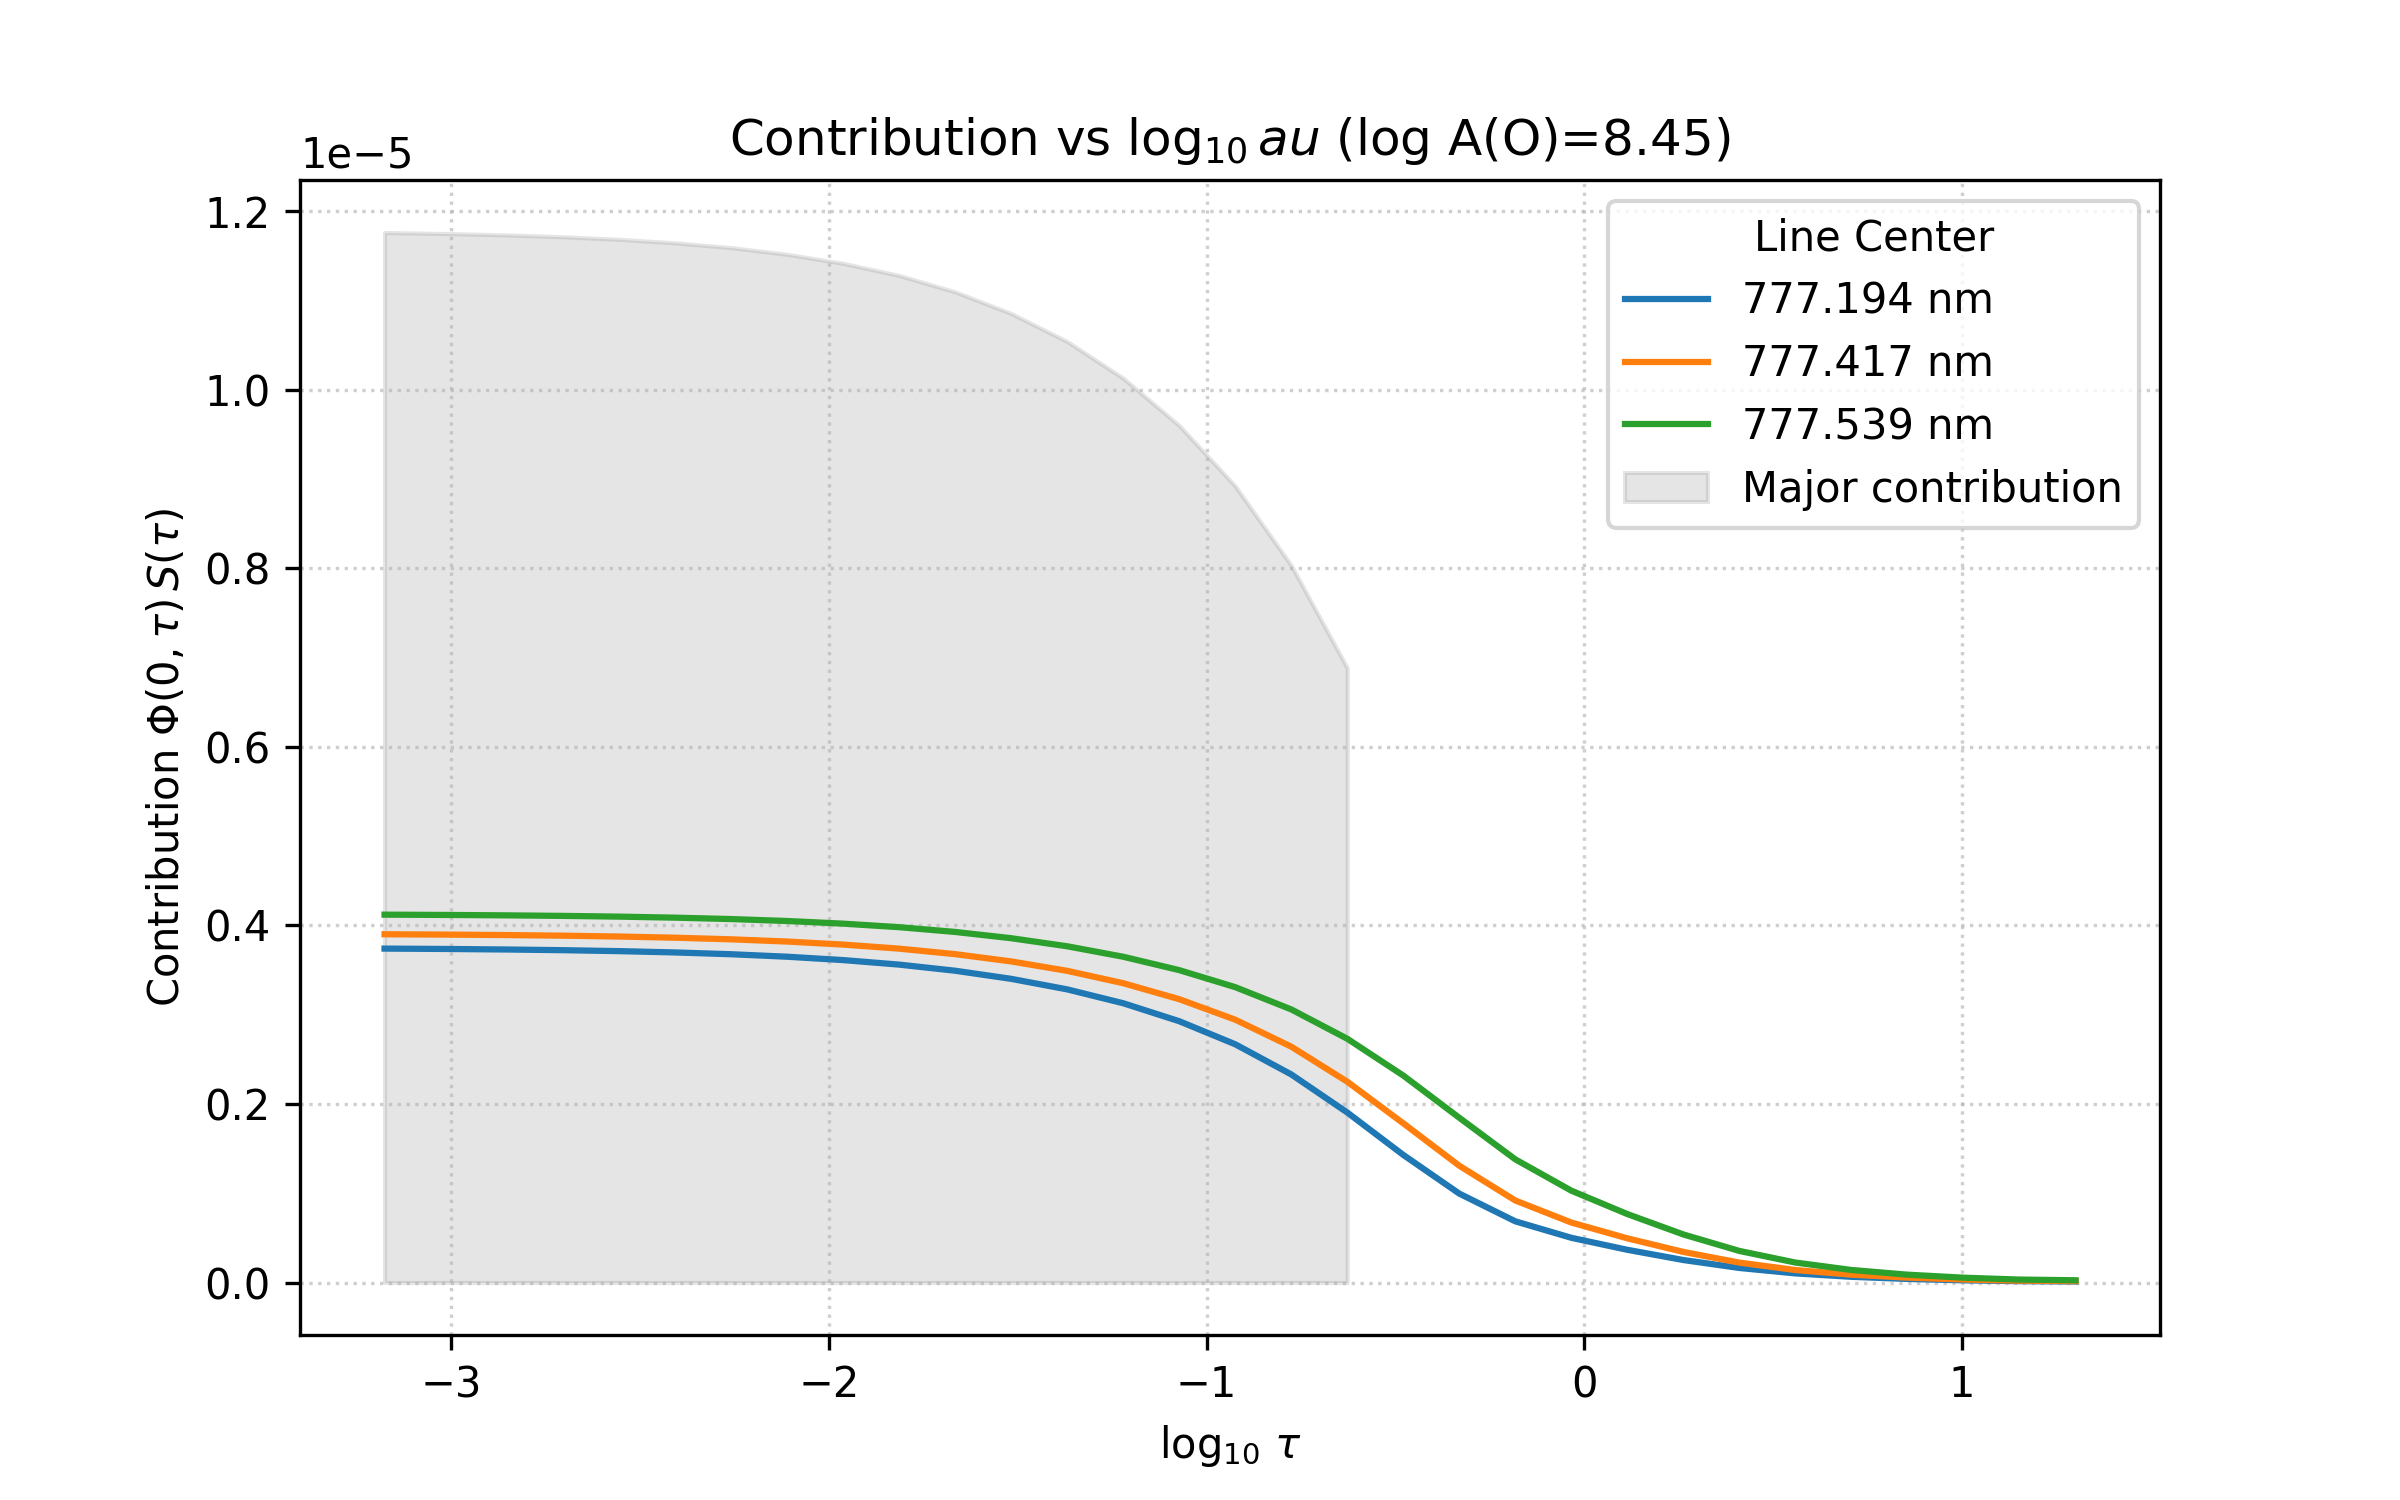 Contribution vs log₁₀ au (log A(O)=8.45)
1e−5
1.2
1.0
0.8
0.6
0.4
0.2
0.0
Contribution Φ(0, τ) S(τ)
Line Center
777.194 nm
777.417 nm
777.539 nm
Major contribution
−3 −2 −1 0 1
log₁₀ τ